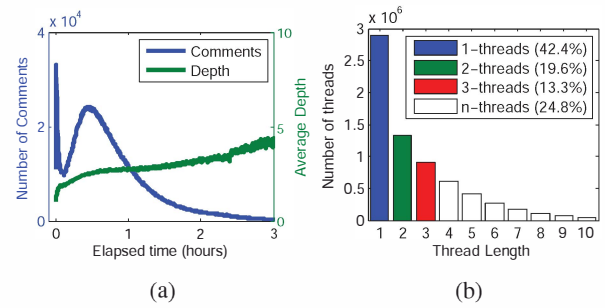 x 10^4
4
2
0
10
5
0
Number of Comments
Average Depth
Comments
Depth
0 1 2 3
Elapsed time (hours)
(a)
x 10^6
3
2.5
2
1.5
1
0.5
0
Number of threads
1-threads (42.4%)
2-threads (19.6%)
3-threads (13.3%)
n-threads (24.8%)
1 2 3 4 5 6 7 8 9 10
Thread Length
(b)